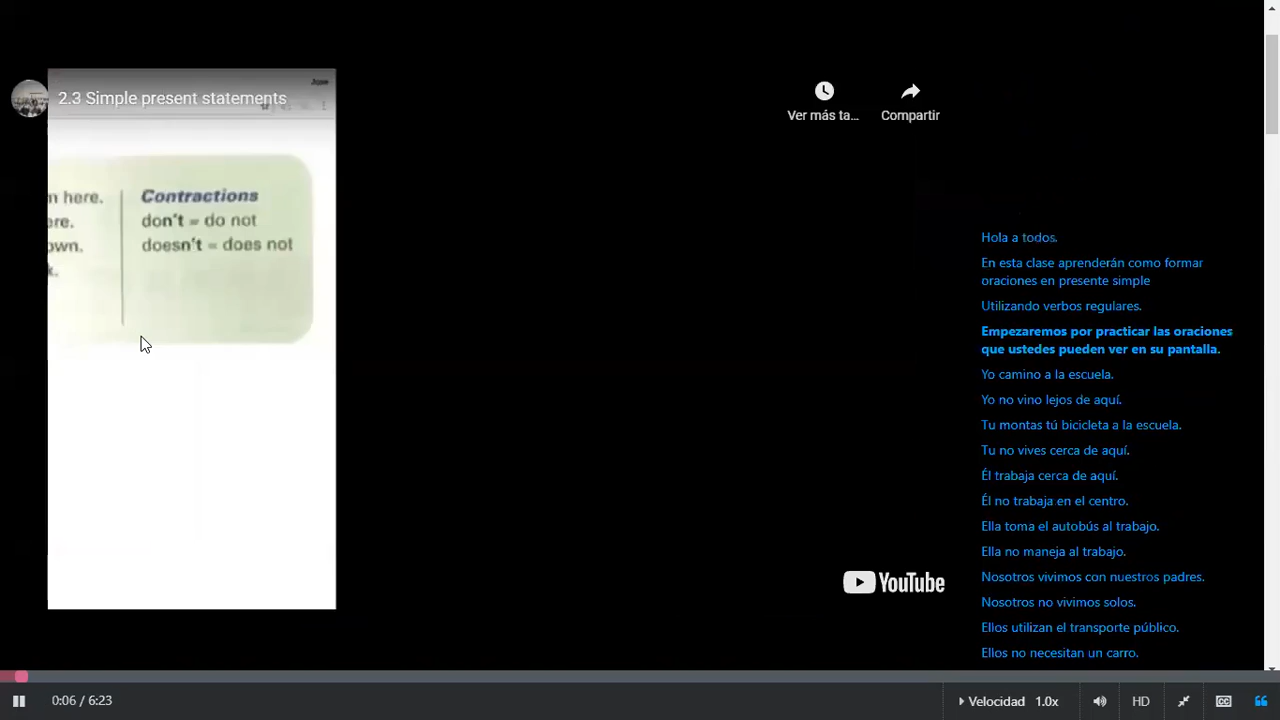 2.3 Simple present statements
Ver más ta...
Compartir
here.
Contractions
don't = do not
doesn't = does not
Hola a todos.
En esta clase aprenderán como formar
oraciones en presente simple
Utilizando verbos regulares.
Empezaremos por practicar las oraciones
que ustedes pueden ver en su pantalla.
Yo camino a la escuela.
Yo no vino lejos de aquí.
Tu montas tú bicicleta a la escuela.
Tu no vives cerca de aquí.
Él trabaja cerca de aquí.
Él no trabaja en el centro.
Ella toma el autobús al trabajo.
Ella no maneja al trabajo.
Nosotros vivimos con nuestros padres.
Nosotros no vivimos solos.
Ellos utilizan el transporte público.
Ellos no necesitan un carro.
YouTube
0:06 / 6:23
Velocidad 1.0x
HD
CC